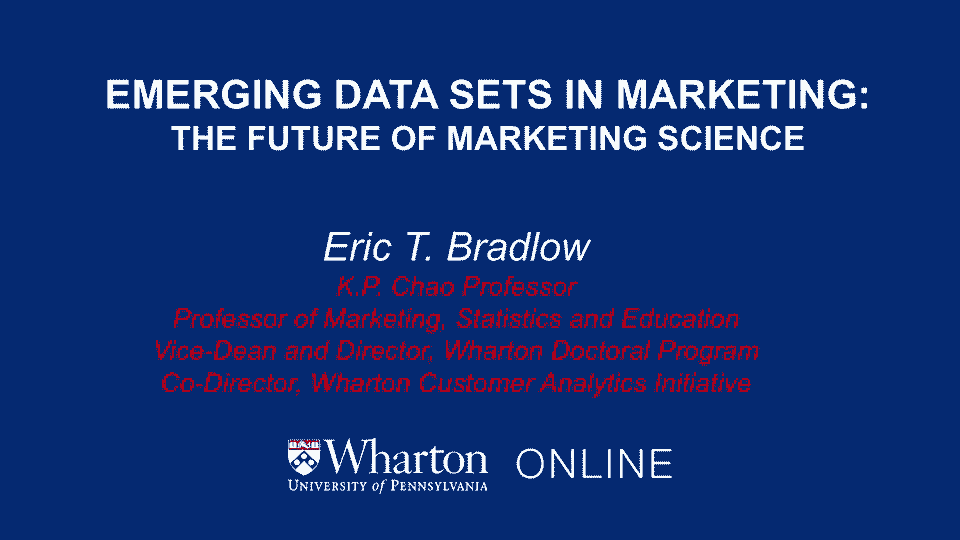 EMERGING DATA SETS IN MARKETING:
THE FUTURE OF MARKETING SCIENCE
Eric T. Bradlow
K.P. Chao Professor
Professor of Marketing, Statistics and Education
Vice-Dean and Director, Wharton Doctoral Program
Co-Director, Wharton Customer Analytics Initiative
Wharton ONLINE
UNIVERSITY of PENNSYLVANIA